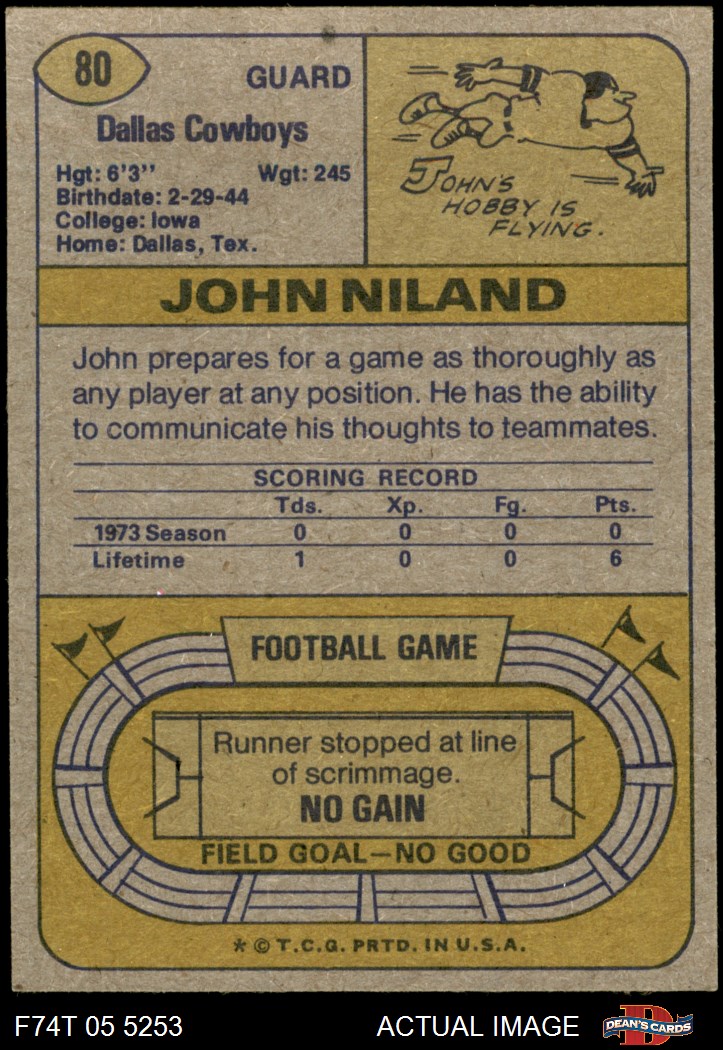 80
GUARD
Dallas Cowboys
Hgt: 6'3'' Wgt: 245
Birthdate: 2-29-44
College: Iowa
Home: Dallas, Tex.
JOHN'S
HOBBY IS
FLYING.
JOHN NILAND
John prepares for a game as thoroughly as
any player at any position. He has the ability
to communicate his thoughts to teammates.
SCORING RECORD
Tds. Xp. Fg. Pts.
1973 Season 0 0 0 0
Lifetime 1 0 0 6
FOOTBALL GAME
Runner stopped at line
of scrimmage.
NO GAIN
FIELD GOAL—NO GOOD
* © T.C.G. PRTD. IN U.S.A.
F74T 05 5253 ACTUAL IMAGE D DEAN'S CARDS